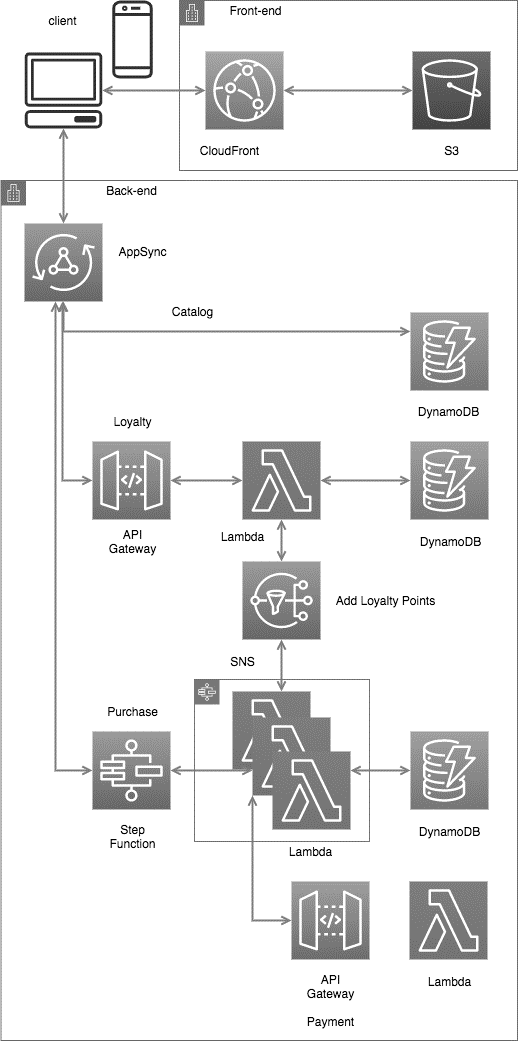 client
Front-end
CloudFront
S3
Back-end
AppSync
Catalog
DynamoDB
Loyalty
API
Gateway
Lambda
DynamoDB
Add Loyalty Points
SNS
Purchase
Step
Function
Lambda
DynamoDB
API
Gateway
Lambda
Payment